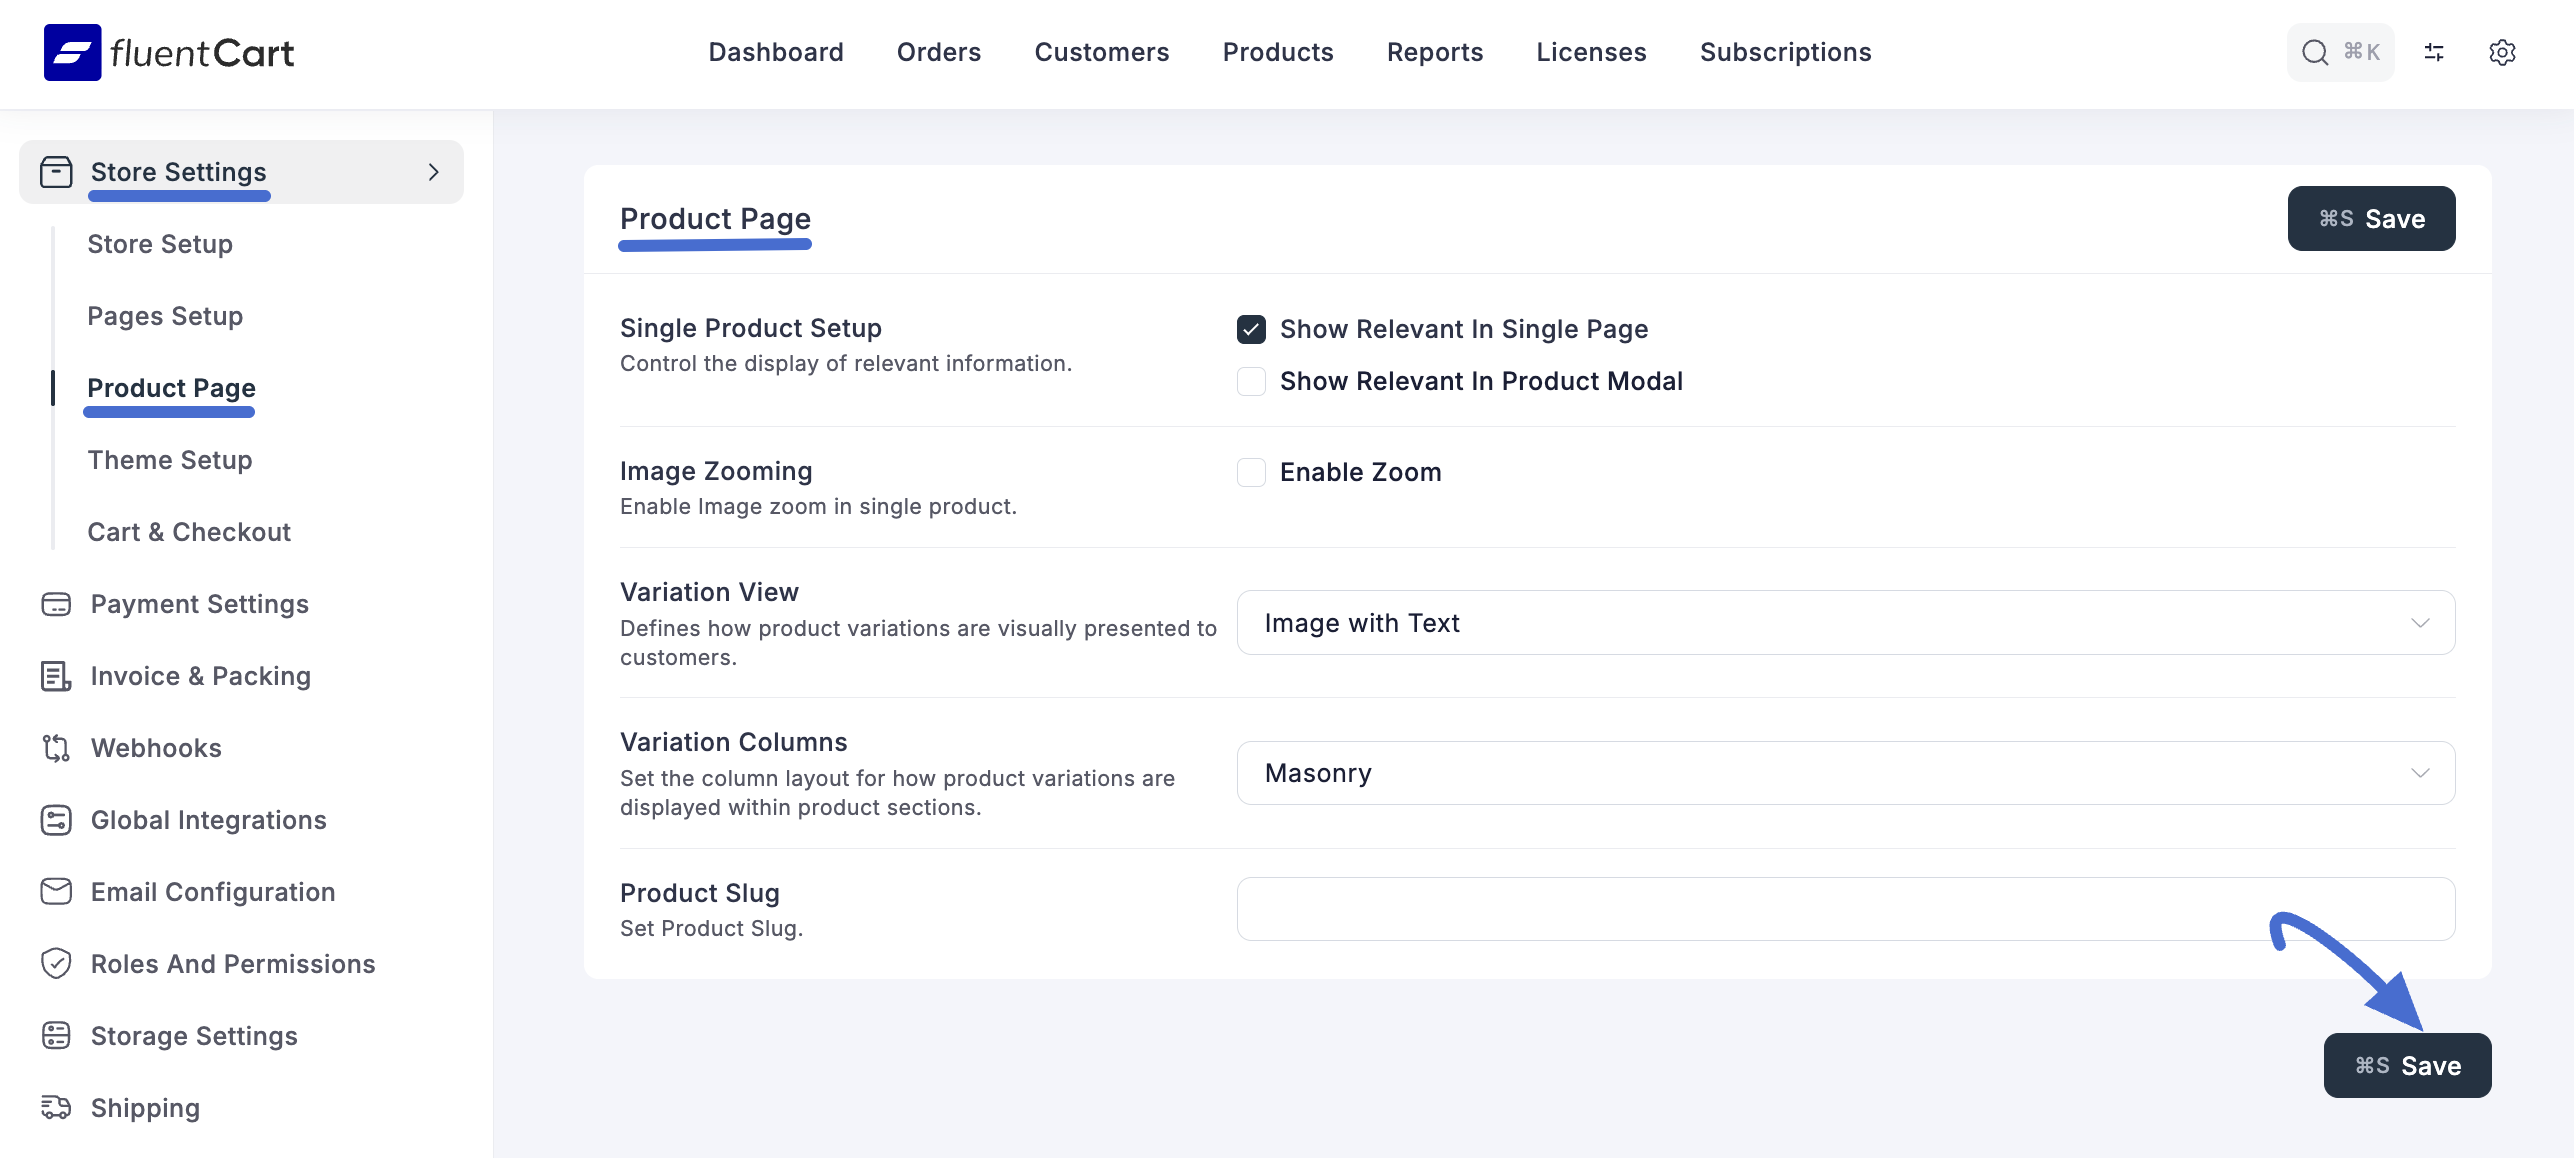 fluentCart
Dashboard
Orders
Customers
Products
Reports
Licenses
Subscriptions
⌘K
Store Settings
Store Setup
Pages Setup
Product Page
Theme Setup
Cart & Checkout
Payment Settings
Invoice & Packing
Webhooks
Global Integrations
Email Configuration
Roles And Permissions
Storage Settings
Shipping
Product Page
⌘S Save
Single Product Setup
Control the display of relevant information.
Show Relevant In Single Page
Show Relevant In Product Modal
Image Zooming
Enable Image zoom in single product.
Enable Zoom
Variation View
Defines how product variations are visually presented to
customers.
Image with Text
Variation Columns
Set the column layout for how product variations are
displayed within product sections.
Masonry
Product Slug
Set Product Slug.
⌘S Save